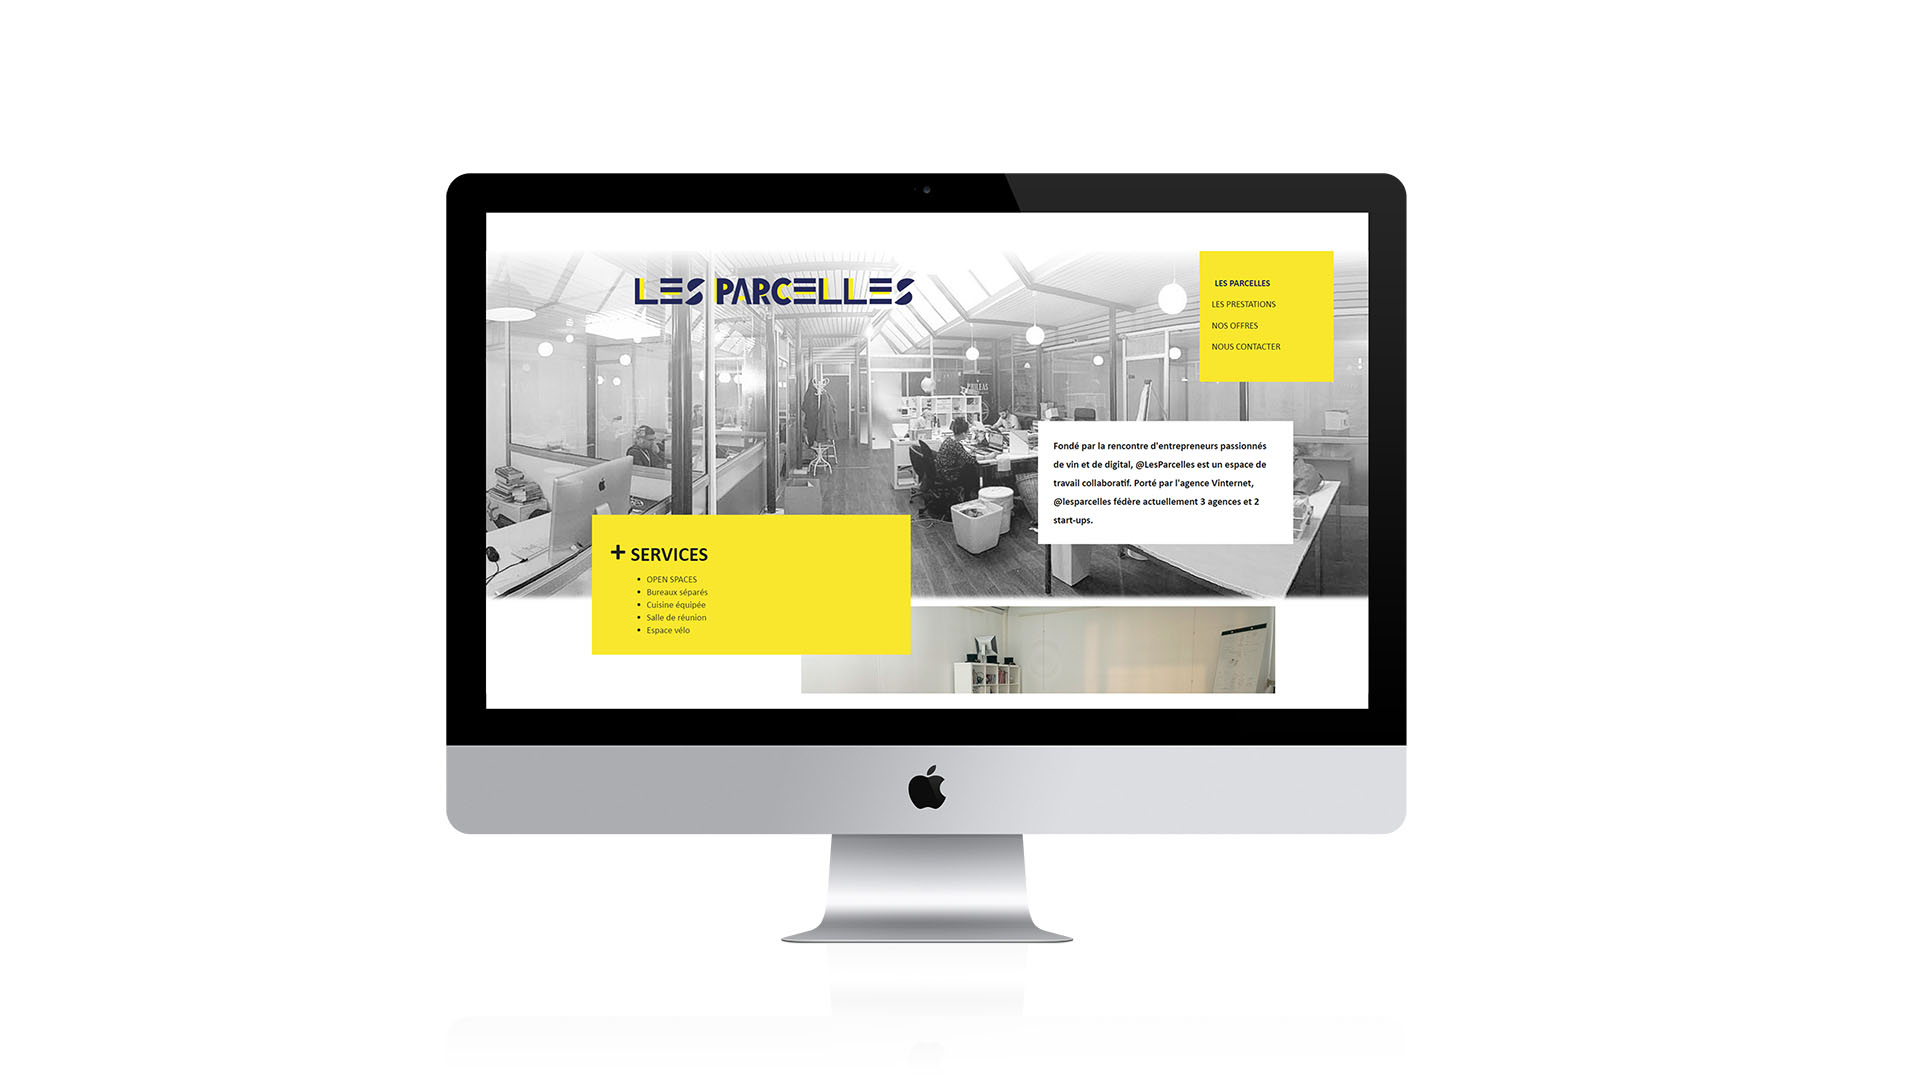 LES PARCELLES
LES PARCELLES
LES PRESTATIONS
NOS OFFRES
NOUS CONTACTER
PHILEAS
Fondé par la rencontre d'entrepreneurs passionnés
de vin et de digital, @LesParcelles est un espace de
travail collaboratif. Porté par l'agence Vinternet,
@lesparcelles fédère actuellement 3 agences et 2
start-ups.
+ SERVICES
• OPEN SPACES
• Bureaux séparés
• Cuisine équipée
• Salle de réunion
• Espace vélo